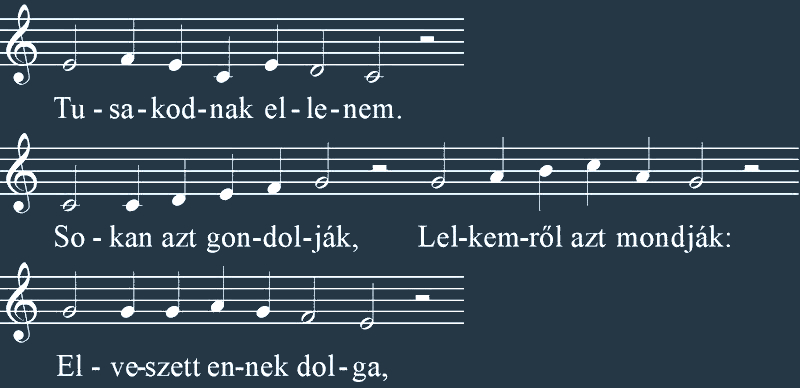 Tu - sa - kod - nak el - le - nem.
So - kan azt gon - dol - ják, Lel - kem - ről azt mondják:
El - ve - szett en - nek dol - ga,